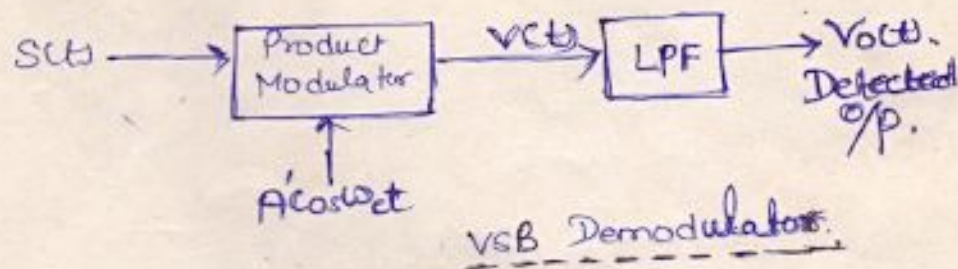 S(t)
Product
Modulator
V(t)
LPF
Vo(t).
Detected
O/P.
A'cosωct
VSB Demodulator.